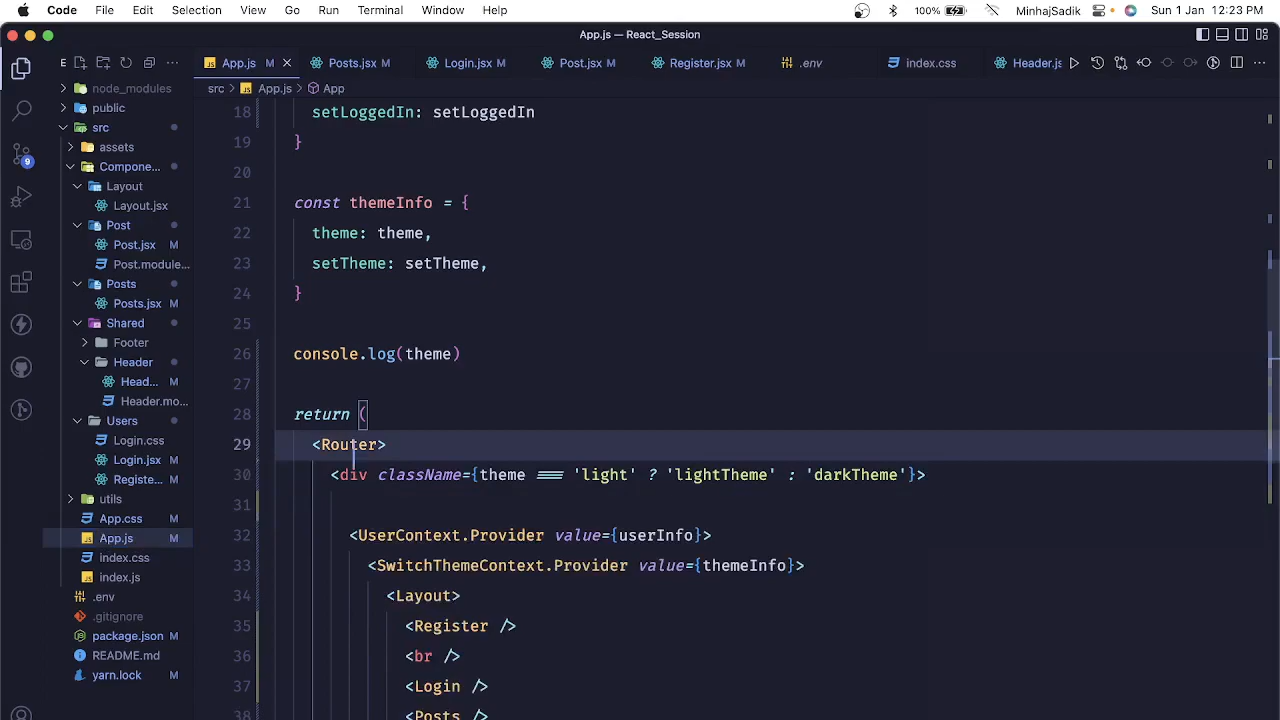 Code File Edit Selection View Go Run Terminal Window Help 100% MinhajSadik Sun 1 Jan 12:23 PM
App.js — React_Session
E App.js M Posts.jsx M Login.jsx M Post.jsx M Register.jsx M .env index.css Header.js
src > App.js > App
node_modules
public
src
assets
Compone...
Layout
Layout.jsx
Post
Post.jsx M
Post.module...
Posts
Posts.jsx M
Shared
Footer
Header
Head... M
Header.mo...
Users
Login.css
Login.jsx M
Registe... M
utils
App.css M
App.js M
index.css
index.js
.env
.gitignore
package.json M
README.md
yarn.lock M
9
18 setLoggedIn: setLoggedIn
19 }
20
21 const themeInfo = {
22 theme: theme,
23 setTheme: setTheme,
24 }
25
26 console.log(theme)
27
28 return (
29 <Router>
30 <div className={theme === 'light' ? 'lightTheme' : 'darkTheme'}>
31
32 <UserContext.Provider value={userInfo}>
33 <SwitchThemeContext.Provider value={themeInfo}>
34 <Layout>
35 <Register />
36 <br />
37 <Login />
38 <Posts />